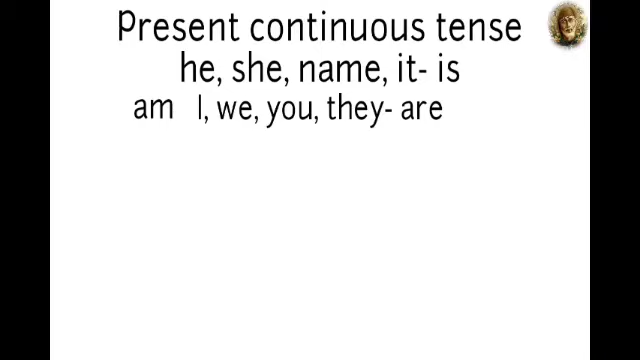 Present continuous tense
he, she, name, it- is
am I, we, you, they- are